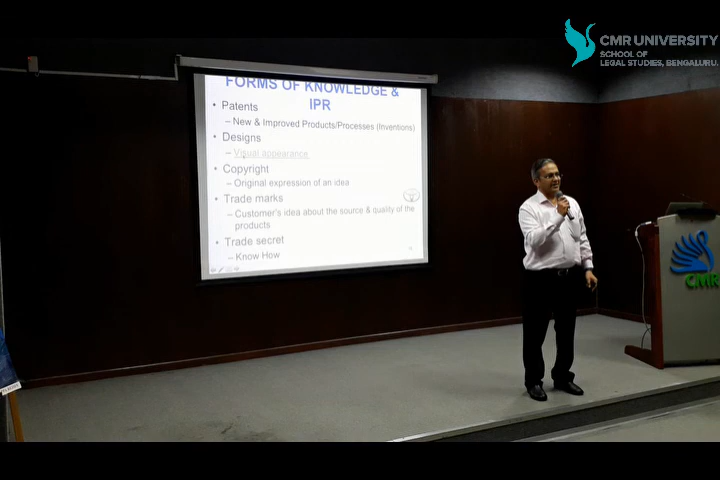 CMR UNIVERSITY
SCHOOL OF
LEGAL STUDIES, BENGALURU.
FORMS OF KNOWLEDGE &
IPR
• Patents
– New & Improved Products/Processes (Inventions)
• Designs
– Visual appearance
• Copyright
– Original expression of an idea
• Trade marks
– Customer's idea about the source & quality of the
products
• Trade secret
– Know How
CMR